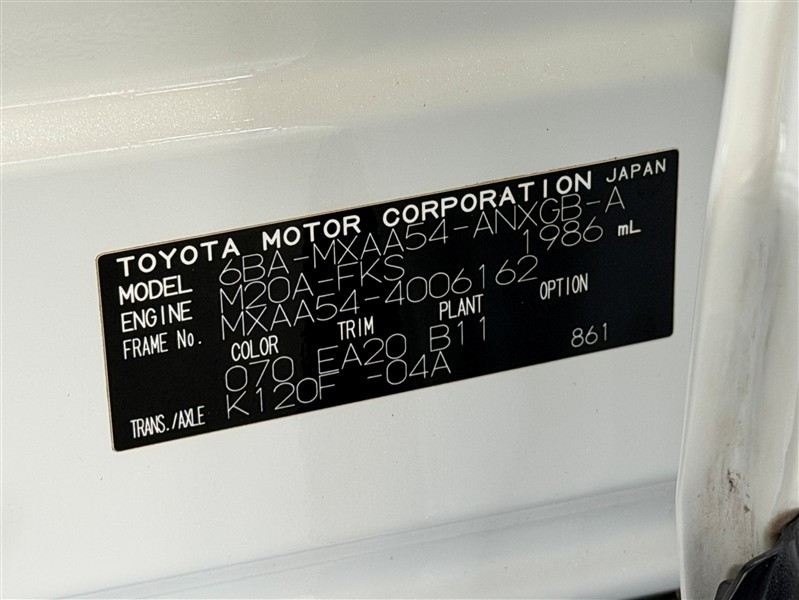 TOYOTA MOTOR CORPORATION JAPAN
MODEL 6BA-MXAA54-ANXGB-A
ENGINE M20A-FKS 1986 mL
FRAME No. MXAA54-4006162
COLOR TRIM PLANT OPTION
070 EA20 B11 861
TRANS./AXLE K120F -04A